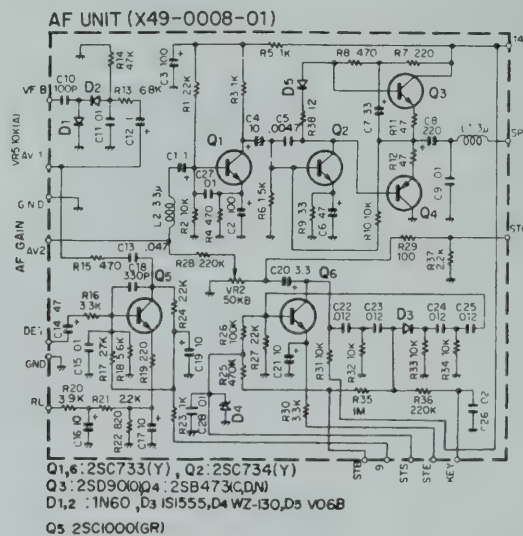 AF UNIT (X49-0008-01)
R14
47K
C3 100
R5 1K
R8 470
R7 220
14
C10
100P
D2
R13 68K
VFB
D1
C11 .01
C12 1
R1 22K
R3 1K
D5
R38 12
C7 33
Q3
R11
47
C8
220
SP
VR5 10K(A)
AV1
C4
10
C5
.0047
Q1
Q2
R12
47
Q4
C9 .01
C1 1
C27
.01
L2 3.3μ
R2 10K
R4 470
C2 100
R6 1.5K
R9 33
C6 47
R10 10K
GND
AF GAIN
AV2
C13 .047
R15 470
C18
330P
Q5
R28 220K
VR2
50KB
C20 3.3
Q6
R29
100
R37
2.2K
R16
3.3K
C14 47
DET
C15 .01
R17 27K
R18 5.6K
R19 220
R24 22K
C19 10
R26
100K
R27 22K
R25
470K
C21 10
C22
.012
C23
.012
D3
C24
.012
C25
.012
R31 10K
R32 10K
R33 10K
R34 10K
GND
R20
3.9K
R21 22K
RL
C16 10
R22 820
C17 10
R23 1K
C28 .01
D4
R30
3.3K
R35
1M
R36
220K
C26
STB
9
STS
STE
KEY
Q1,6:2SC733(Y), Q2:2SC734(Y)
Q3:2SD90(O),Q4:2SB473(C,D,N)
D1,2 :1N60, D3 1S1555, D4 WZ-130, D5 V06B
Q5 2SC1000(GR)